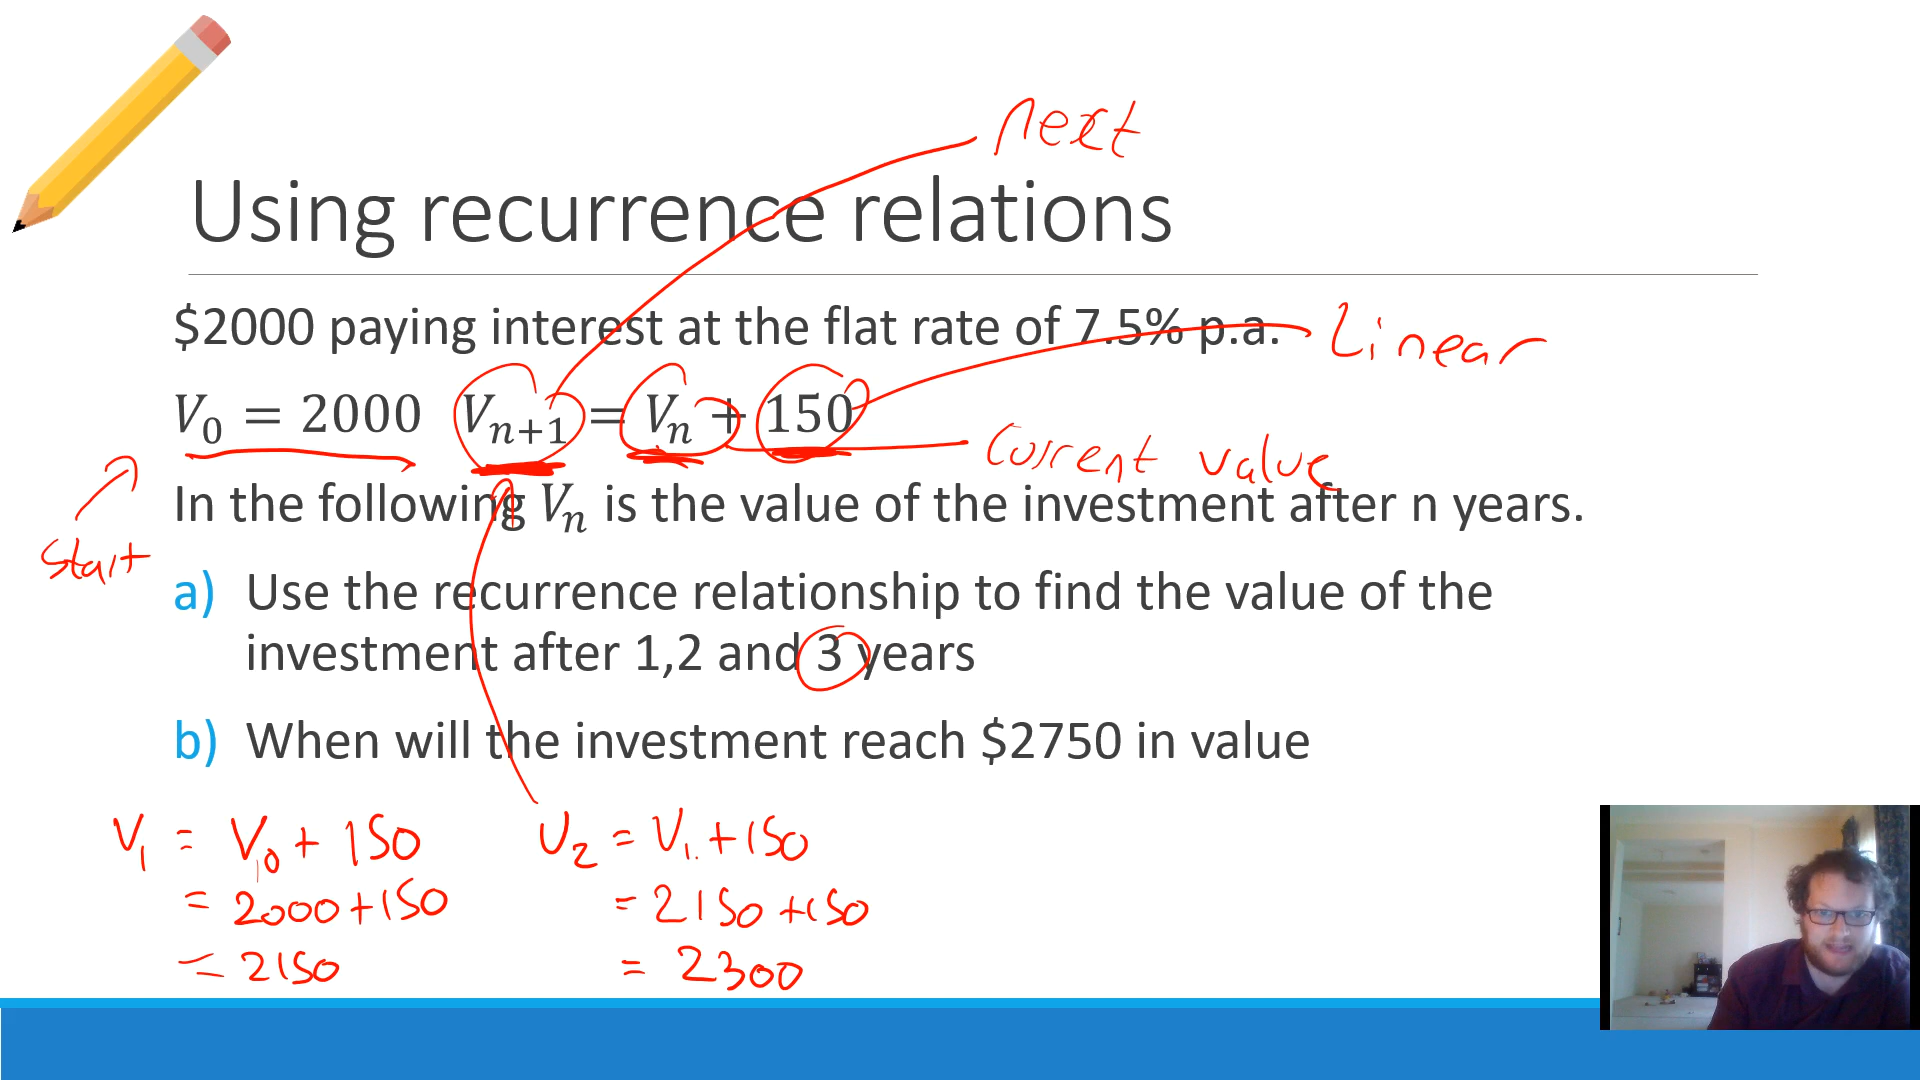 next
Using recurrence relations
$2000 paying interest at the flat rate of 7.5% p.a.
Linear
V₀ = 2000 Vₙ₊₁ = Vₙ + 150
Current value
In the following Vₙ is the value of the investment after n years.
start
a) Use the recurrence relationship to find the value of the
investment after 1,2 and 3 years
b) When will the investment reach $2750 in value
V₁ = V₀ + 150
= 2000 + 150
= 2150
V₂ = V₁ + 150
= 2150 + 150
= 2300